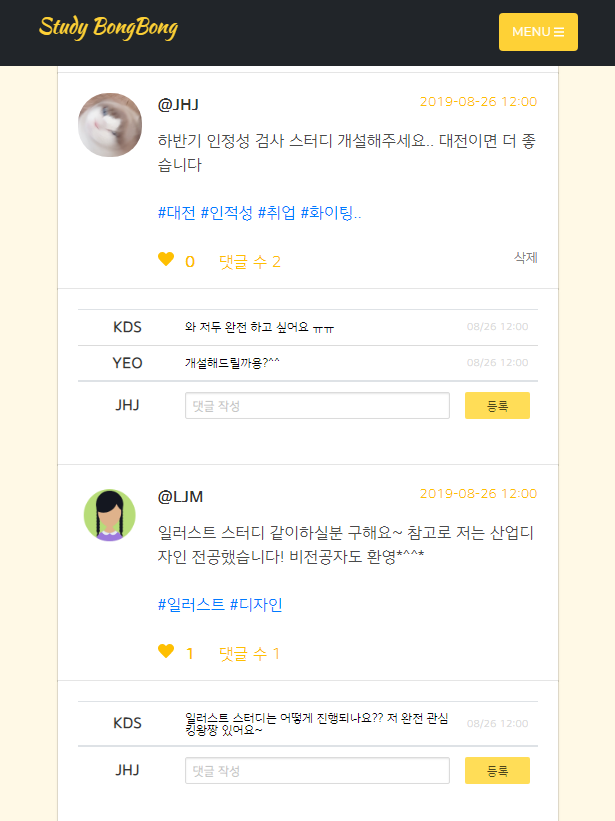 Study BongBong
MENU ☰
@JHJ
2019-08-26 12:00
하반기 인정성 검사 스터디 개설해주세요.. 대전이면 더 좋
습니다
#대전 #인적성 #취업 #화이팅..
0 댓글 수 2
삭제
KDS 와 저두 완전 하고 싶어요 ㅠㅠ 08/26 12:00
YEO 개설해드릴까용?^^ 08/26 12:00
JHJ 댓글 작성 등록
@LJM
2019-08-26 12:00
일러스트 스터디 같이하실분 구해요~ 참고로 저는 산업디
자인 전공했습니다! 비전공자도 환영*^^*
#일러스트 #디자인
1 댓글 수 1
KDS 일러스트 스터디는 어떻게 진행되나요?? 저 완전 관심 08/26 12:00
킹왕짱 있어요~
JHJ 댓글 작성 등록